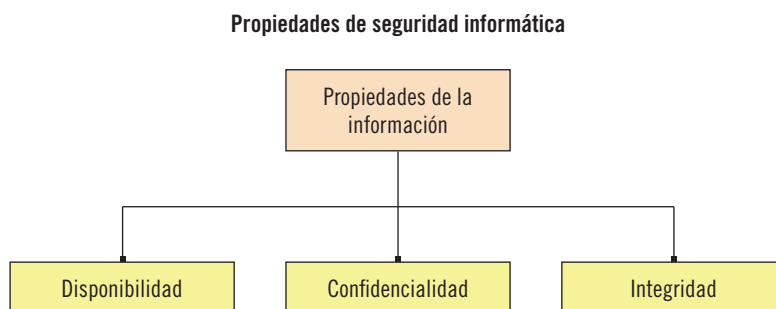 Propiedades de seguridad informática
Propiedades de la
información
Disponibilidad
Confidencialidad
Integridad